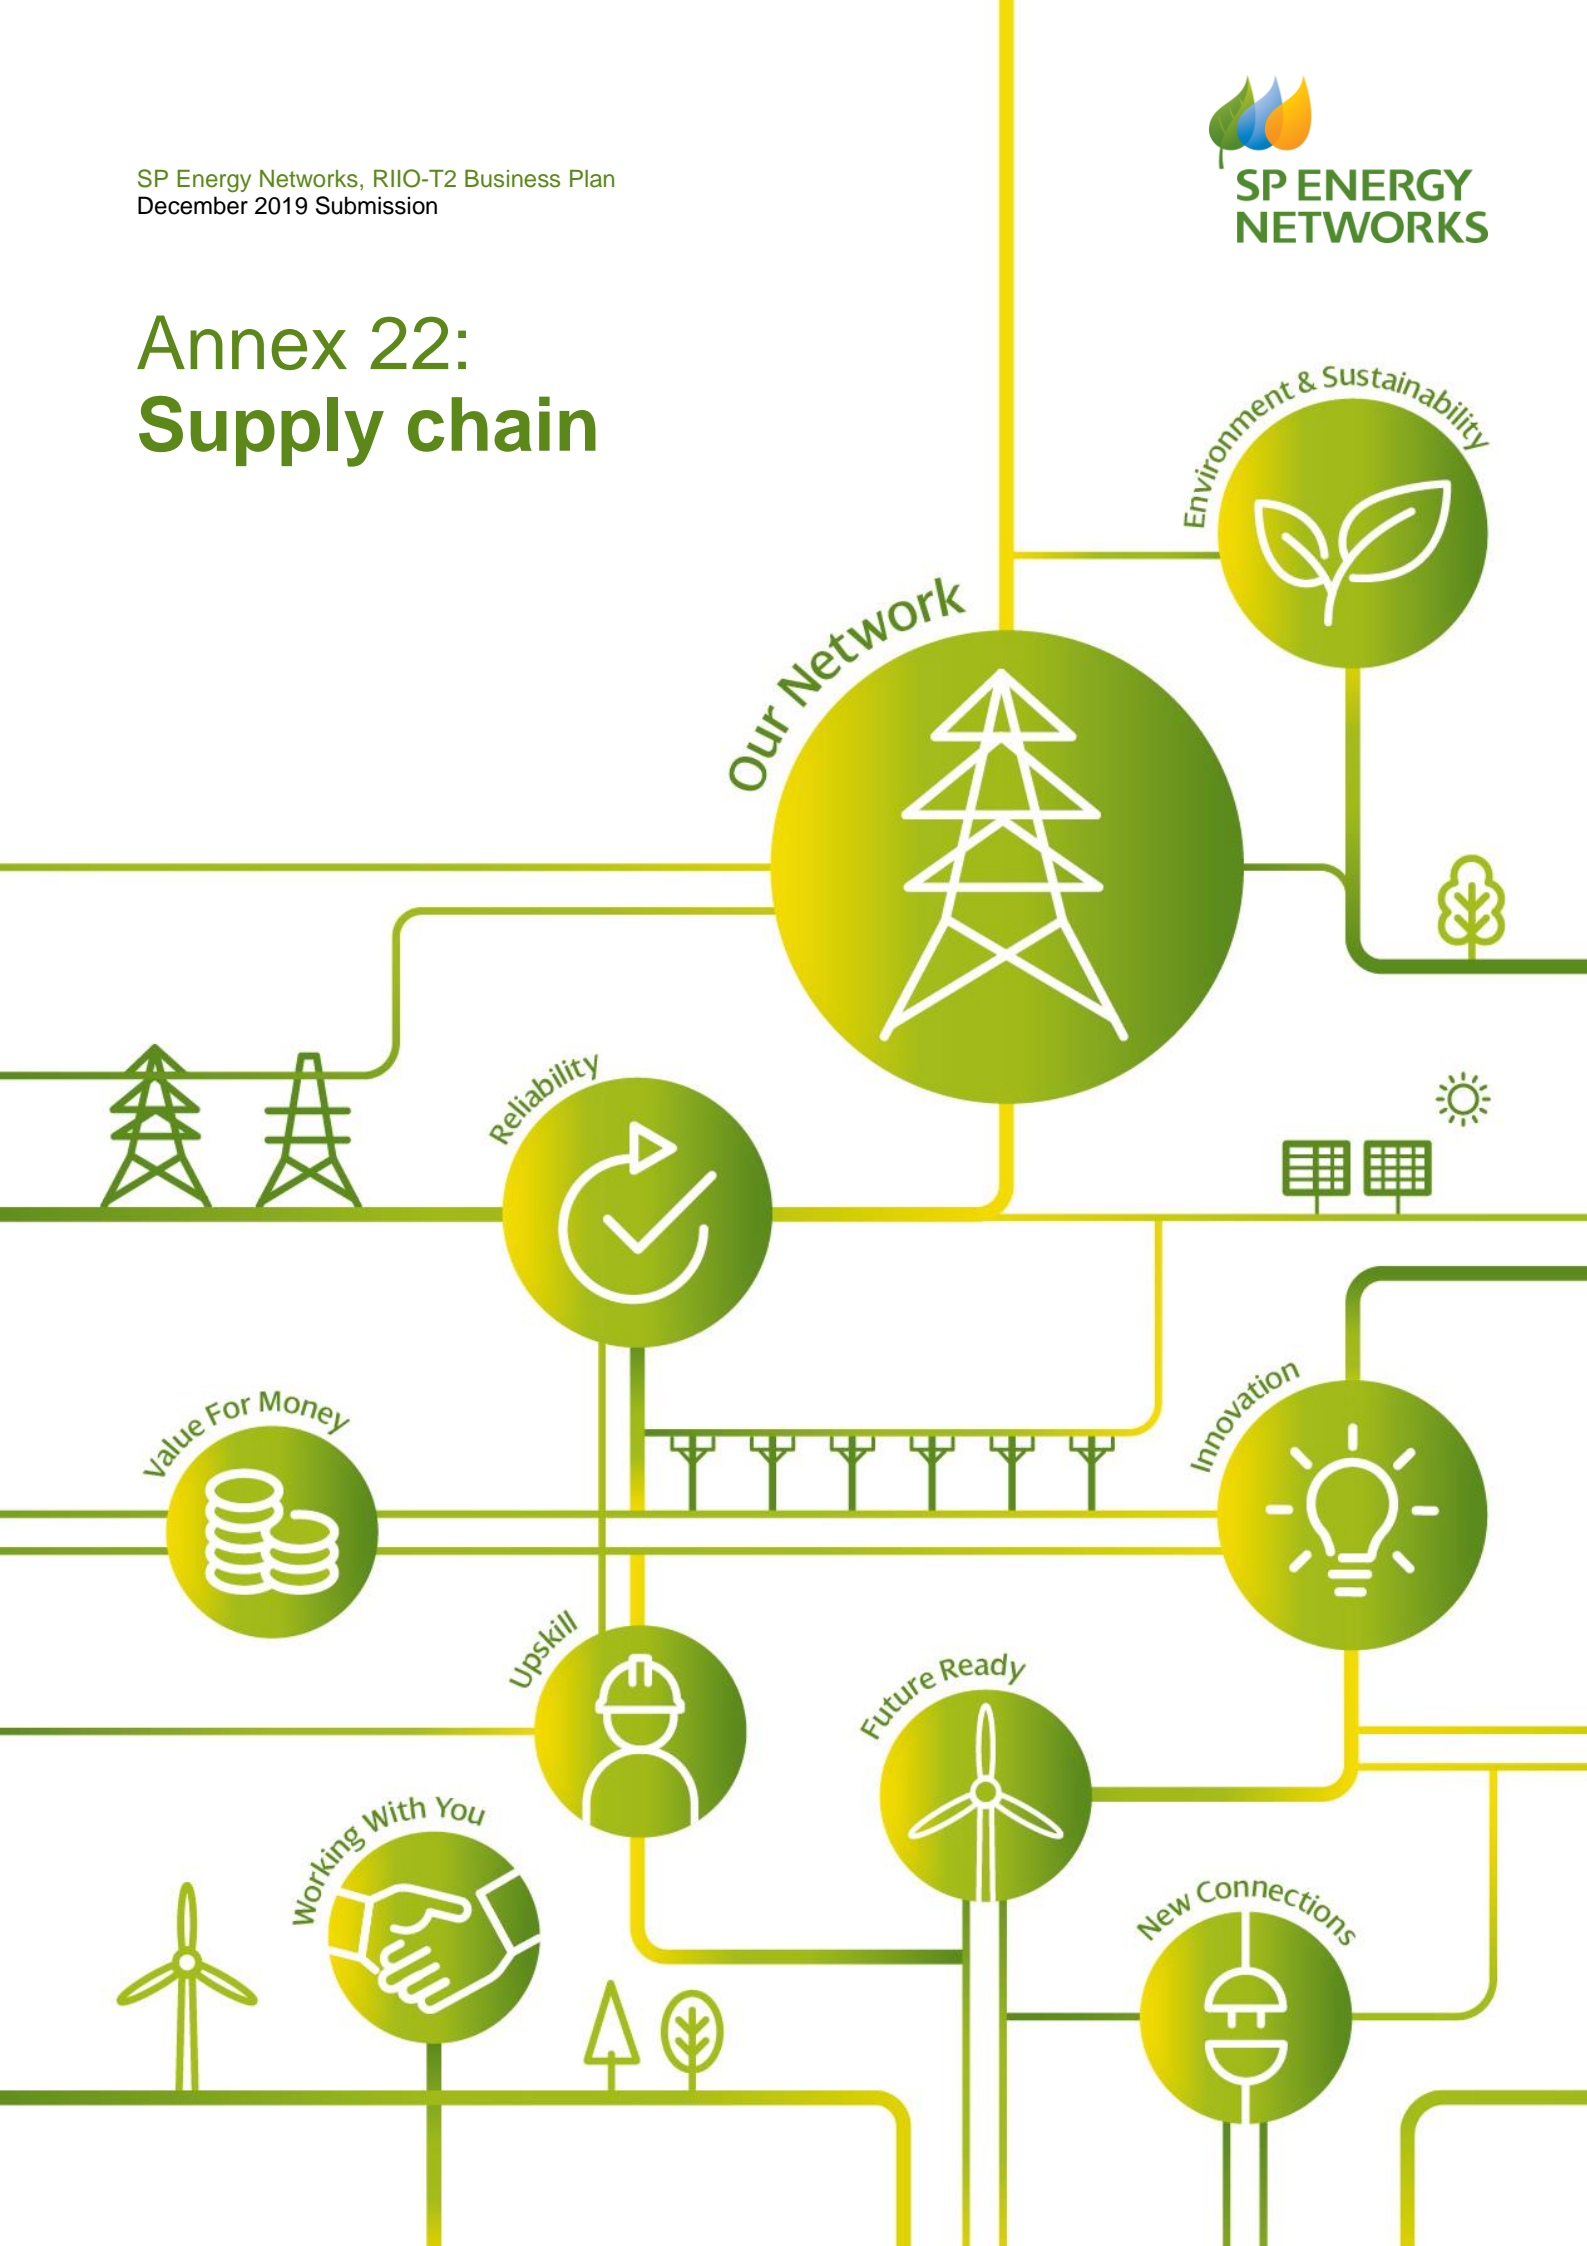 SP Energy Networks, RIIO-T2 Business Plan
December 2019 Submission
SP ENERGY
NETWORKS
Annex 22:
Supply chain
Environment & Sustainability
Our Network
Reliability
Value For Money
Innovation
Upskill
Future Ready
Working With You
New Connections